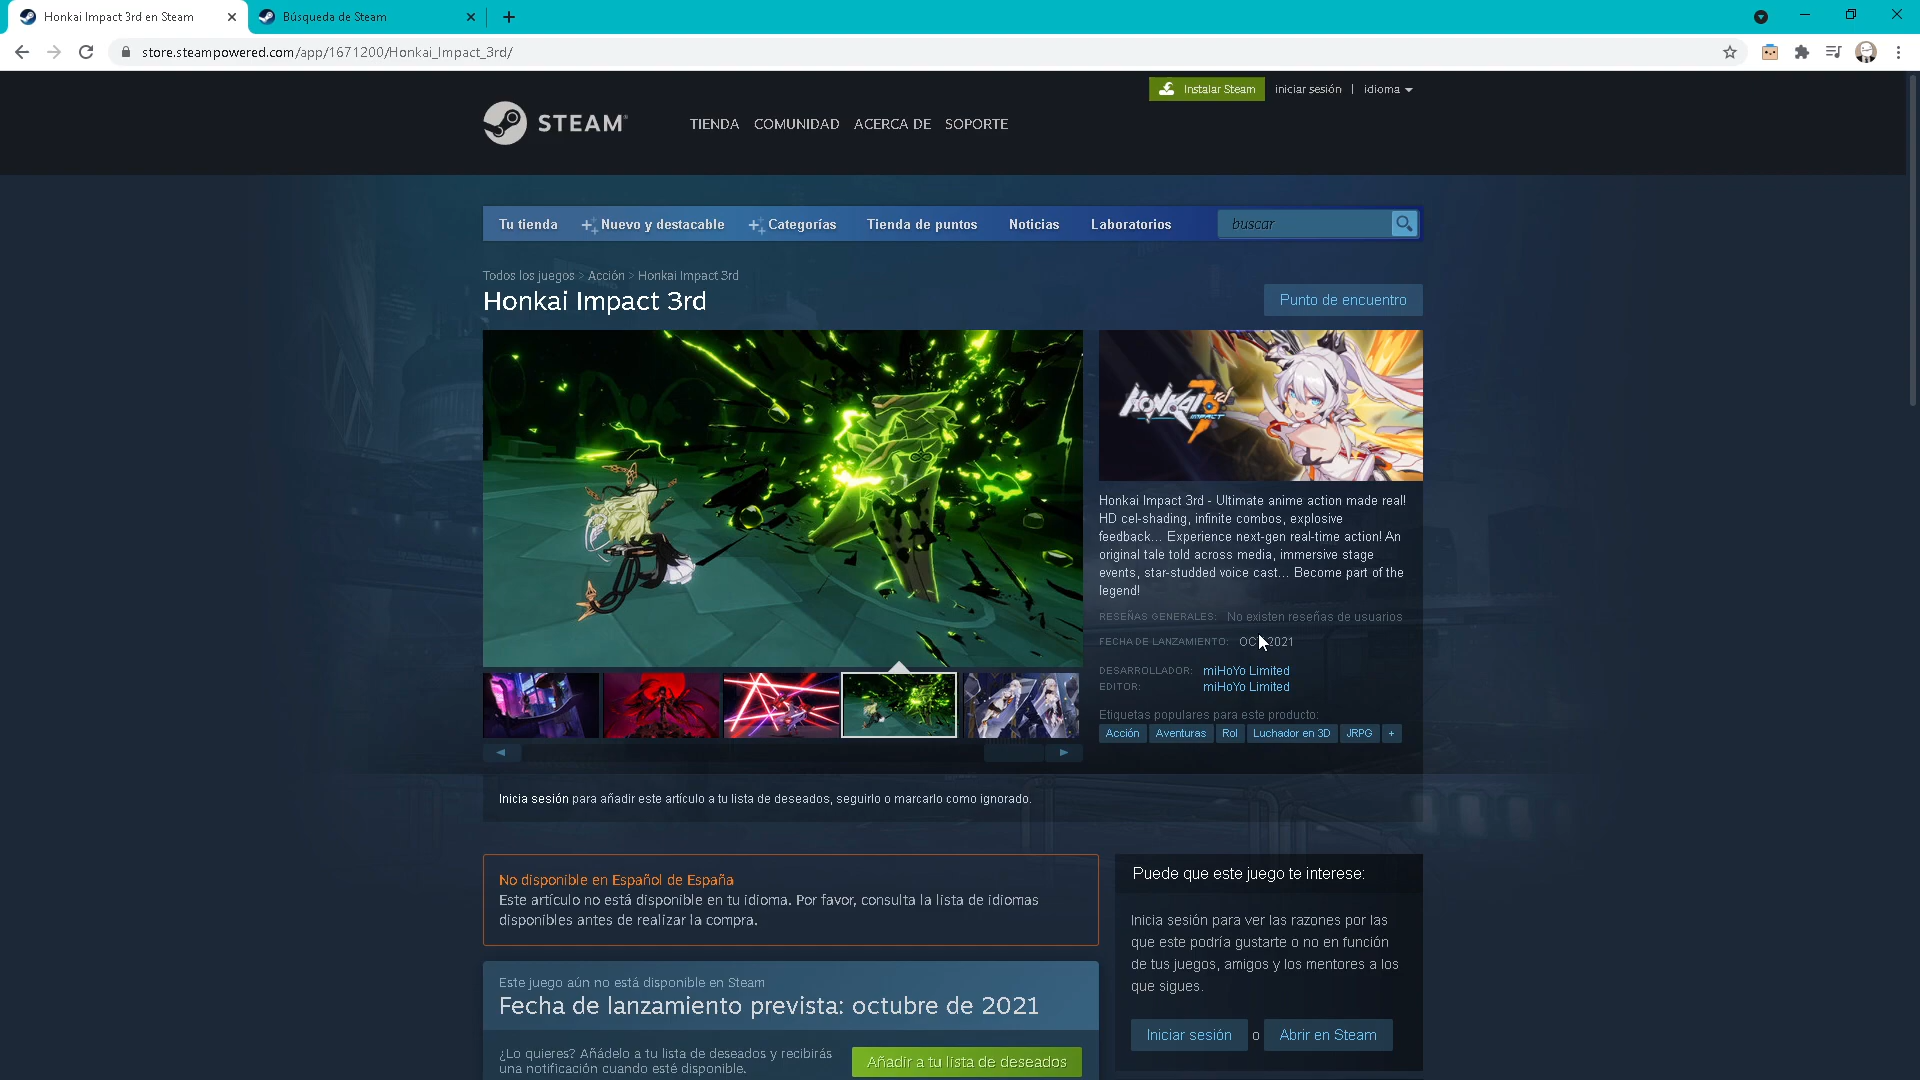 Honkai Impact 3rd en Steam
Búsqueda de Steam
store.steampowered.com/app/1671200/Honkai_Impact_3rd/
Instalar Steam
iniciar sesión | idioma
STEAM
TIENDA COMUNIDAD ACERCA DE SOPORTE
Tu tienda Nuevo y destacable Categorías Tienda de puntos Noticias Laboratorios buscar
Todos los juegos > Acción > Honkai Impact 3rd
Honkai Impact 3rd
Punto de encuentro
HONKAI 3rd
IMPACT
Honkai Impact 3rd - Ultimate anime action made real!
HD cel-shading, infinite combos, explosive
feedback... Experience next-gen real-time action! An
original tale told across media, immersive stage
events, star-studded voice cast... Become part of the
legend!
RESEÑAS GENERALES: No existen reseñas de usuarios
FECHA DE LANZAMIENTO: 2021
DESARROLLADOR: miHoYo Limited
EDITOR: miHoYo Limited
Etiquetas populares para este producto:
Acción Aventuras Rol Luchador en 3D JRPG +
Inicia sesión para añadir este artículo a tu lista de deseados, seguirlo o marcarlo como ignorado.
No disponible en Español de España
Este artículo no está disponible en tu idioma. Por favor, consulta la lista de idiomas
disponibles antes de realizar la compra.
Este juego aún no está disponible en Steam
Fecha de lanzamiento prevista: octubre de 2021
¿Lo quieres? Añádelo a tu lista de deseados y recibirás
una notificación cuando esté disponible.
Añadir a tu lista de deseados
Puede que este juego te interese:
Inicia sesión para ver las razones por las
que este podría gustarte o no en función
de tus juegos, amigos y los mentores a los
que sigues.
Iniciar sesión o Abrir en Steam